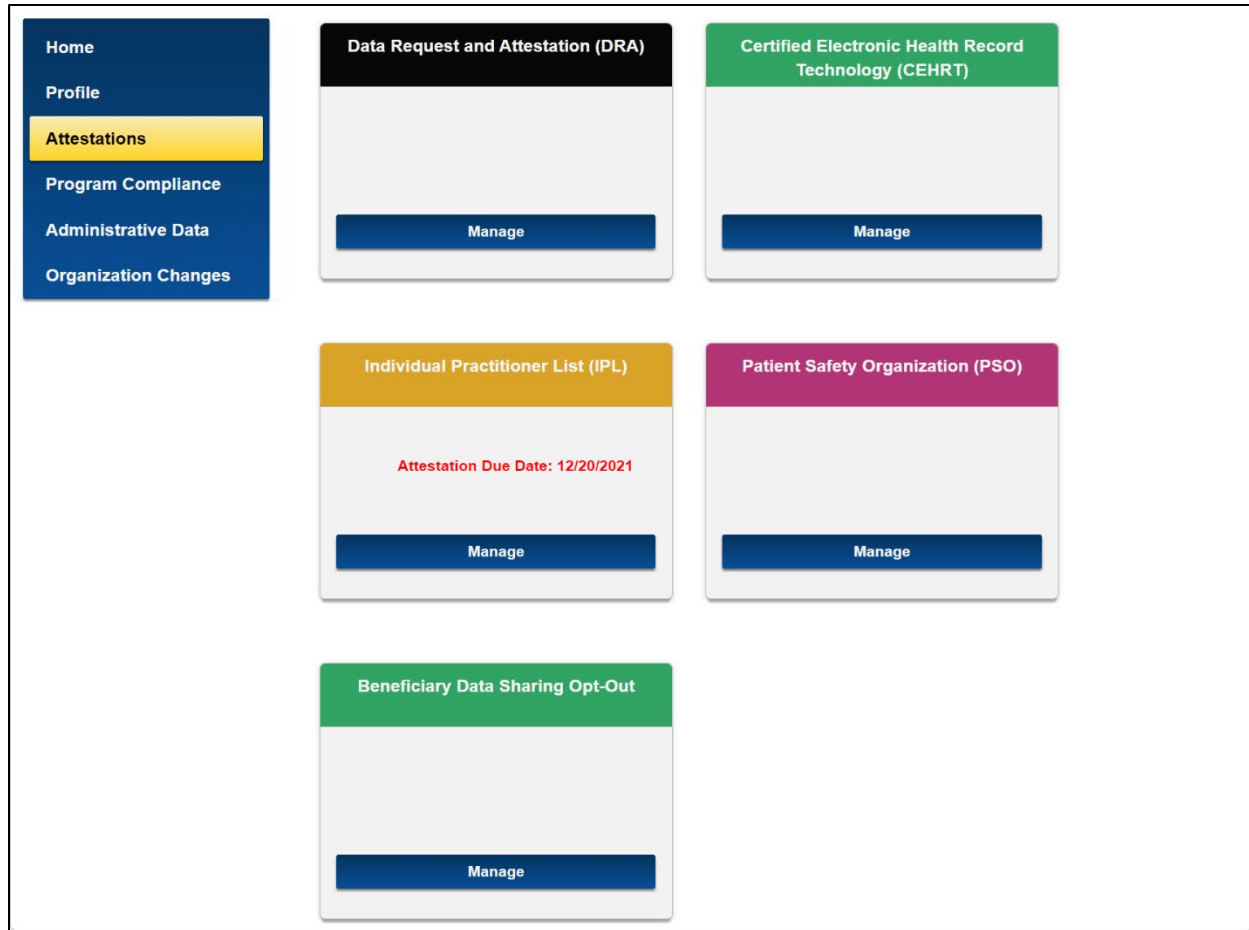 Home
Profile
Attestations
Program Compliance
Administrative Data
Organization Changes
Data Request and Attestation (DRA)
Manage
Certified Electronic Health Record
Technology (CEHRT)
Manage
Individual Practitioner List (IPL)
Attestation Due Date: 12/20/2021
Manage
Patient Safety Organization (PSO)
Manage
Beneficiary Data Sharing Opt-Out
Manage